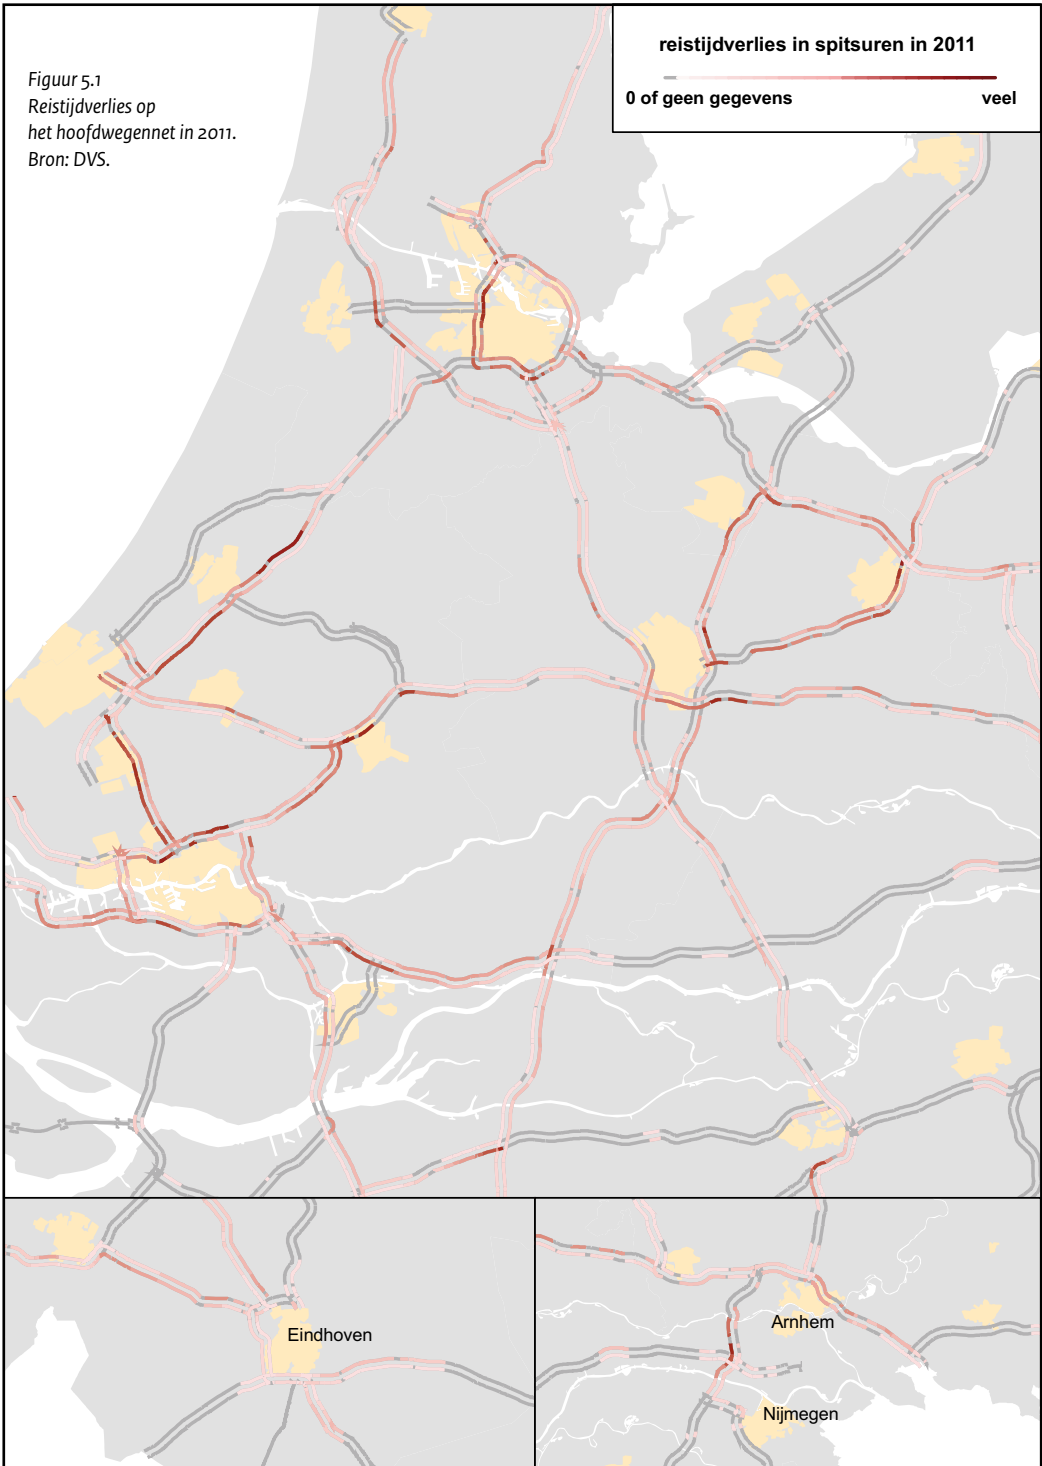 Figuur 5.1
Reistijdverlies op
het hoofdwegennet in 2011.
Bron: DVS.
reistijdverlies in spitsuren in 2011
0 of geen gegevens veel
Eindhoven
Arnhem
Nijmegen